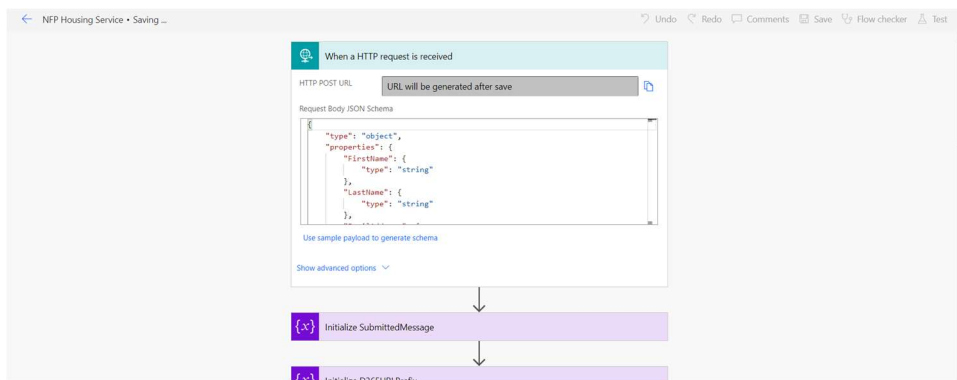 NFP Housing Service • Saving ...
Undo Redo Comments Save Flow checker Test
When a HTTP request is received
HTTP POST URL
URL will be generated after save
Request Body JSON Schema
{
"type": "object",
"properties": {
"FirstName": {
"type": "string"
},
"LastName": {
"type": "string"
},
Use sample payload to generate schema
Show advanced options
{x} Initialize SubmittedMessage
{x} Initialize D365URLPrefix